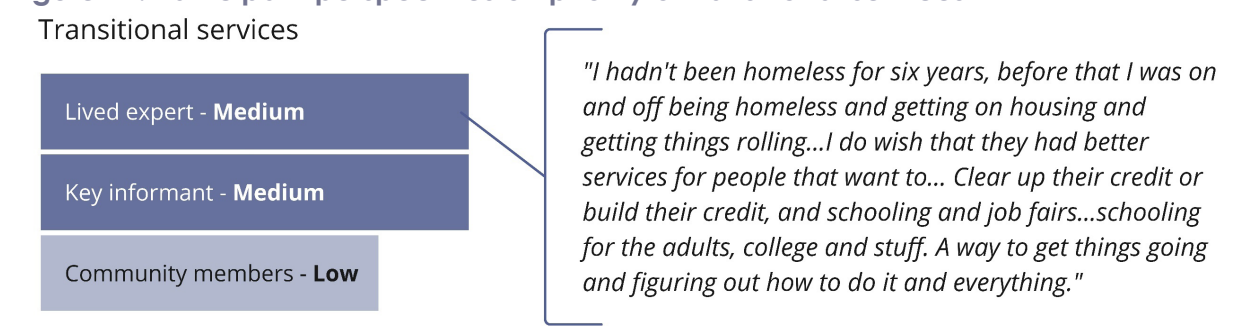 Transitional services
Lived expert - Medium
Key informant - Medium
Community members - Low
"I hadn't been homeless for six years, before that I was on
and off being homeless and getting on housing and
getting things rolling...I do wish that they had better
services for people that want to... Clear up their credit or
build their credit, and schooling and job fairs...schooling
for the adults, college and stuff. A way to get things going
and figuring out how to do it and everything."